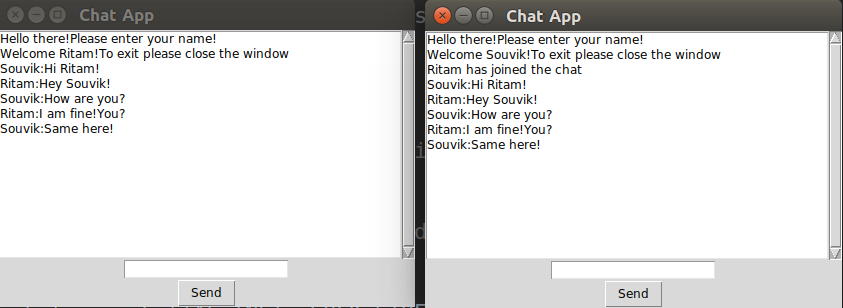 Chat App
Hello there!Please enter your name!
Welcome Ritam!To exit please close the window
Souvik:Hi Ritam!
Ritam:Hey Souvik!
Souvik:How are you?
Ritam:I am fine!You?
Souvik:Same here!
Send
Chat App
Hello there!Please enter your name!
Welcome Souvik!To exit please close the window
Ritam has joined the chat
Souvik:Hi Ritam!
Ritam:Hey Souvik!
Souvik:How are you?
Ritam:I am fine!You?
Souvik:Same here!
Send